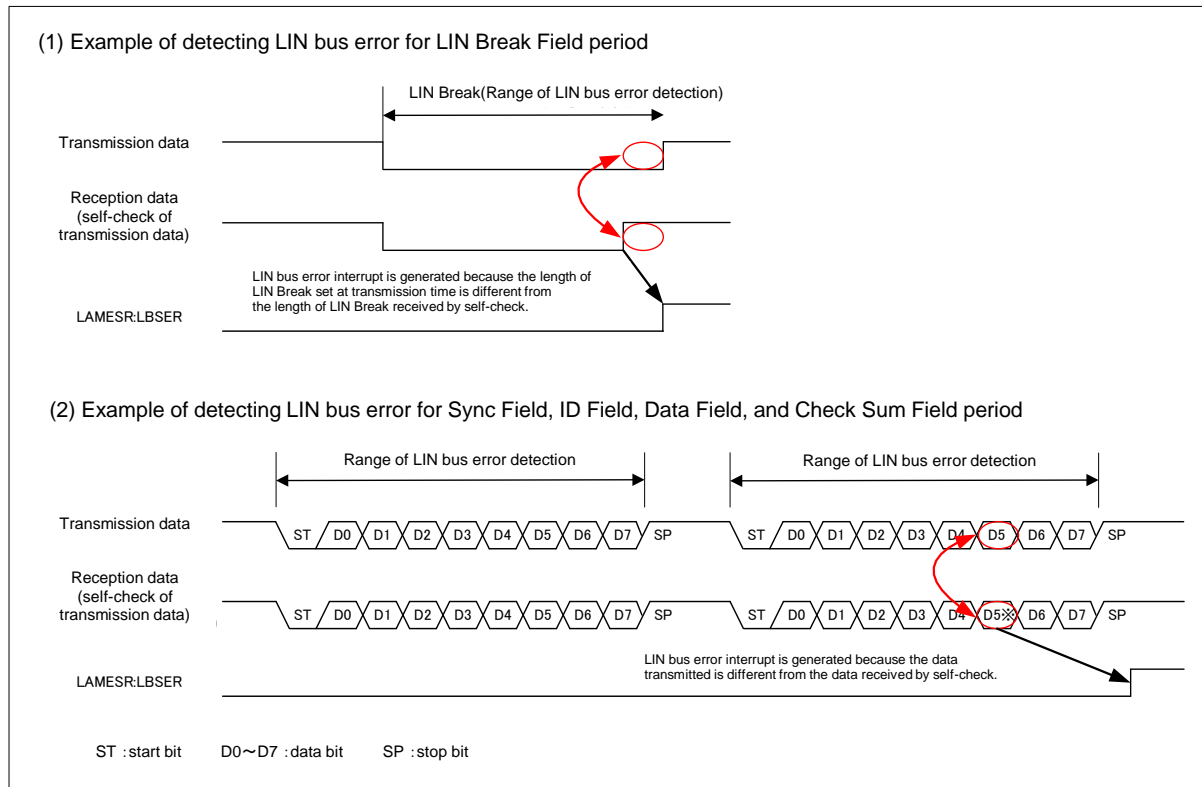 (1) Example of detecting LIN bus error for LIN Break Field period
LIN Break(Range of LIN bus error detection)
Transmission data
Reception data
(self-check of
transmission data)
LIN bus error interrupt is generated because the length of
LIN Break set at transmission time is different from
the length of LIN Break received by self-check.
LAMESR:LBSER
(2) Example of detecting LIN bus error for Sync Field, ID Field, Data Field, and Check Sum Field period
Range of LIN bus error detection Range of LIN bus error detection
Transmission data ST D0 D1 D2 D3 D4 D5 D6 D7 SP ST D0 D1 D2 D3 D4 D5 D6 D7 SP
Reception data
(self-check of
transmission data) ST D0 D1 D2 D3 D4 D5 D6 D7 SP ST D0 D1 D2 D3 D4 D5※ D6 D7 SP
LIN bus error interrupt is generated because the data
transmitted is different from the data received by self-check.
LAMESR:LBSER
ST :start bit D0～D7 :data bit SP :stop bit